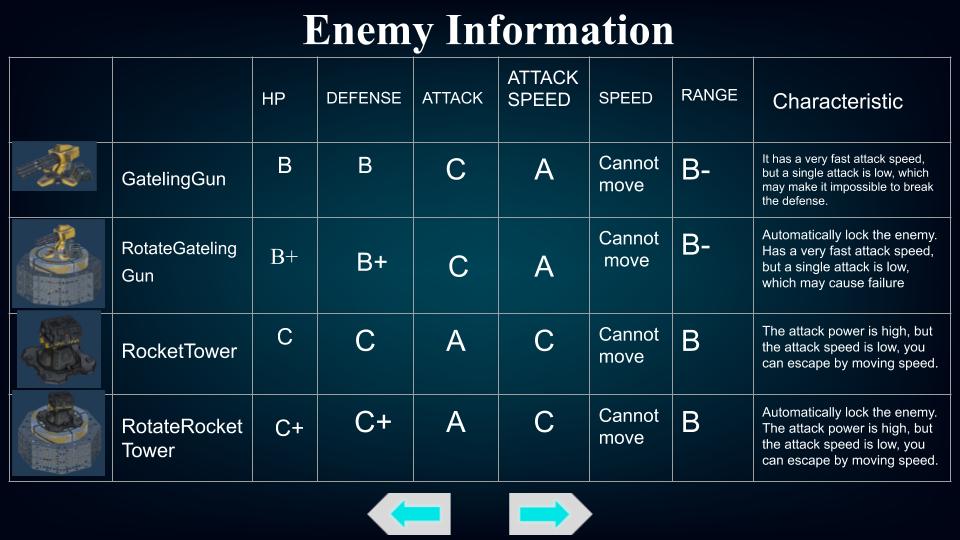 Enemy Information
HP
DEFENSE
ATTACK
ATTACK
SPEED
SPEED
RANGE
Characteristic
GatelingGun
B
B
C
A
Cannot
move
B-
It has a very fast attack speed,
but a single attack is low, which
may make it impossible to break
the defense.
RotateGateling
Gun
B+
B+
C
A
Cannot
move
B-
Automatically lock the enemy.
Has a very fast attack speed,
but a single attack is low,
which may cause failure
RocketTower
C
C
A
C
Cannot
move
B
The attack power is high, but
the attack speed is low, you
can escape by moving speed.
RotateRocket
Tower
C+
C+
A
C
Cannot
move
B
Automatically lock the enemy.
The attack power is high, but
the attack speed is low, you
can escape by moving speed.